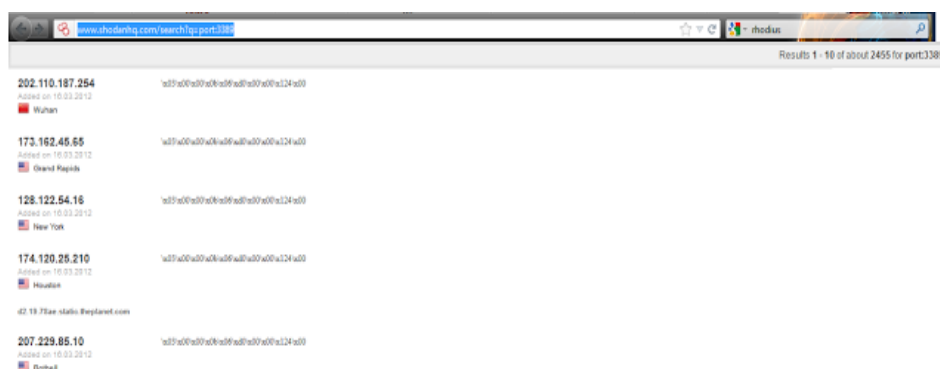 www.shodanhq.com/search?q=port:3389
rhodius
Results 1 - 10 of about 2455 for port:3389
202.110.187.254
Added on 16.03.2012
Wuhan
173.162.45.65
Added on 16.03.2012
Grand Rapids
128.122.54.16
Added on 16.03.2012
New York
174.120.25.210
Added on 16.03.2012
Houston
d2.19.78ae.static.theplanet.com
207.229.85.10
Added on 16.03.2012
Bothell